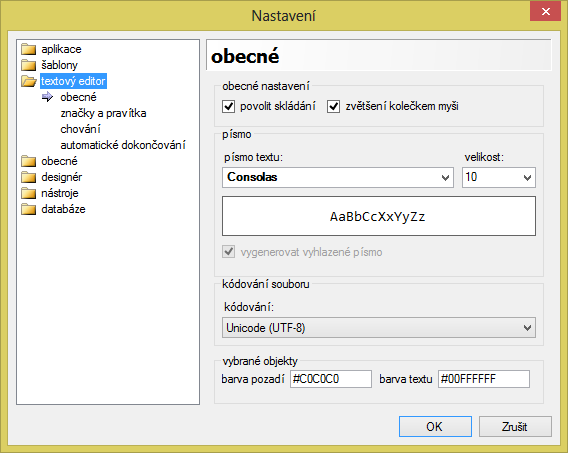 Nastavení
aplikace
šablony
textový editor
obecné
značky a pravítka
chování
automatické dokončování
obecné
designér
nástroje
databáze
obecné
obecné nastavení
povolit skládání
zvětšení kolečkem myši
písmo
písmo textu:
velikost:
Consolas
10
AaBbCcXxYyZz
vygenerovat vyhlazené písmo
kódování souboru
kódování:
Unicode (UTF-8)
vybrané objekty
barva pozadí #C0C0C0 barva textu #00FFFFFF
OK Zrušit